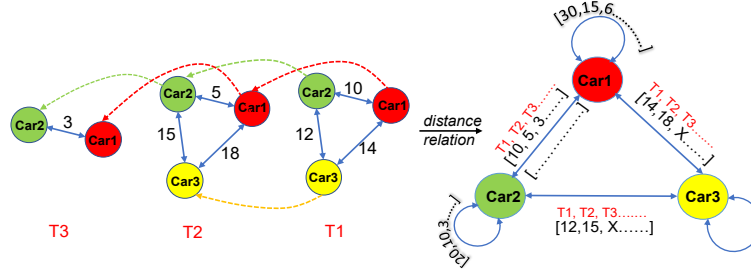 Car2
3
Car1
T3
Car2
5
Car1
15
18
Car3
T2
Car2
10
Car1
12
14
Car3
T1
distance
relation
[30,15,6........]
Car1
T1, T2, T3........
[10, 5, 3.....]
[...............]
T1, T2, T3.......
[14,18, X......]
Car2
[20,10,3.....]
T1, T2, T3.......
[12,15, X......]
Car3